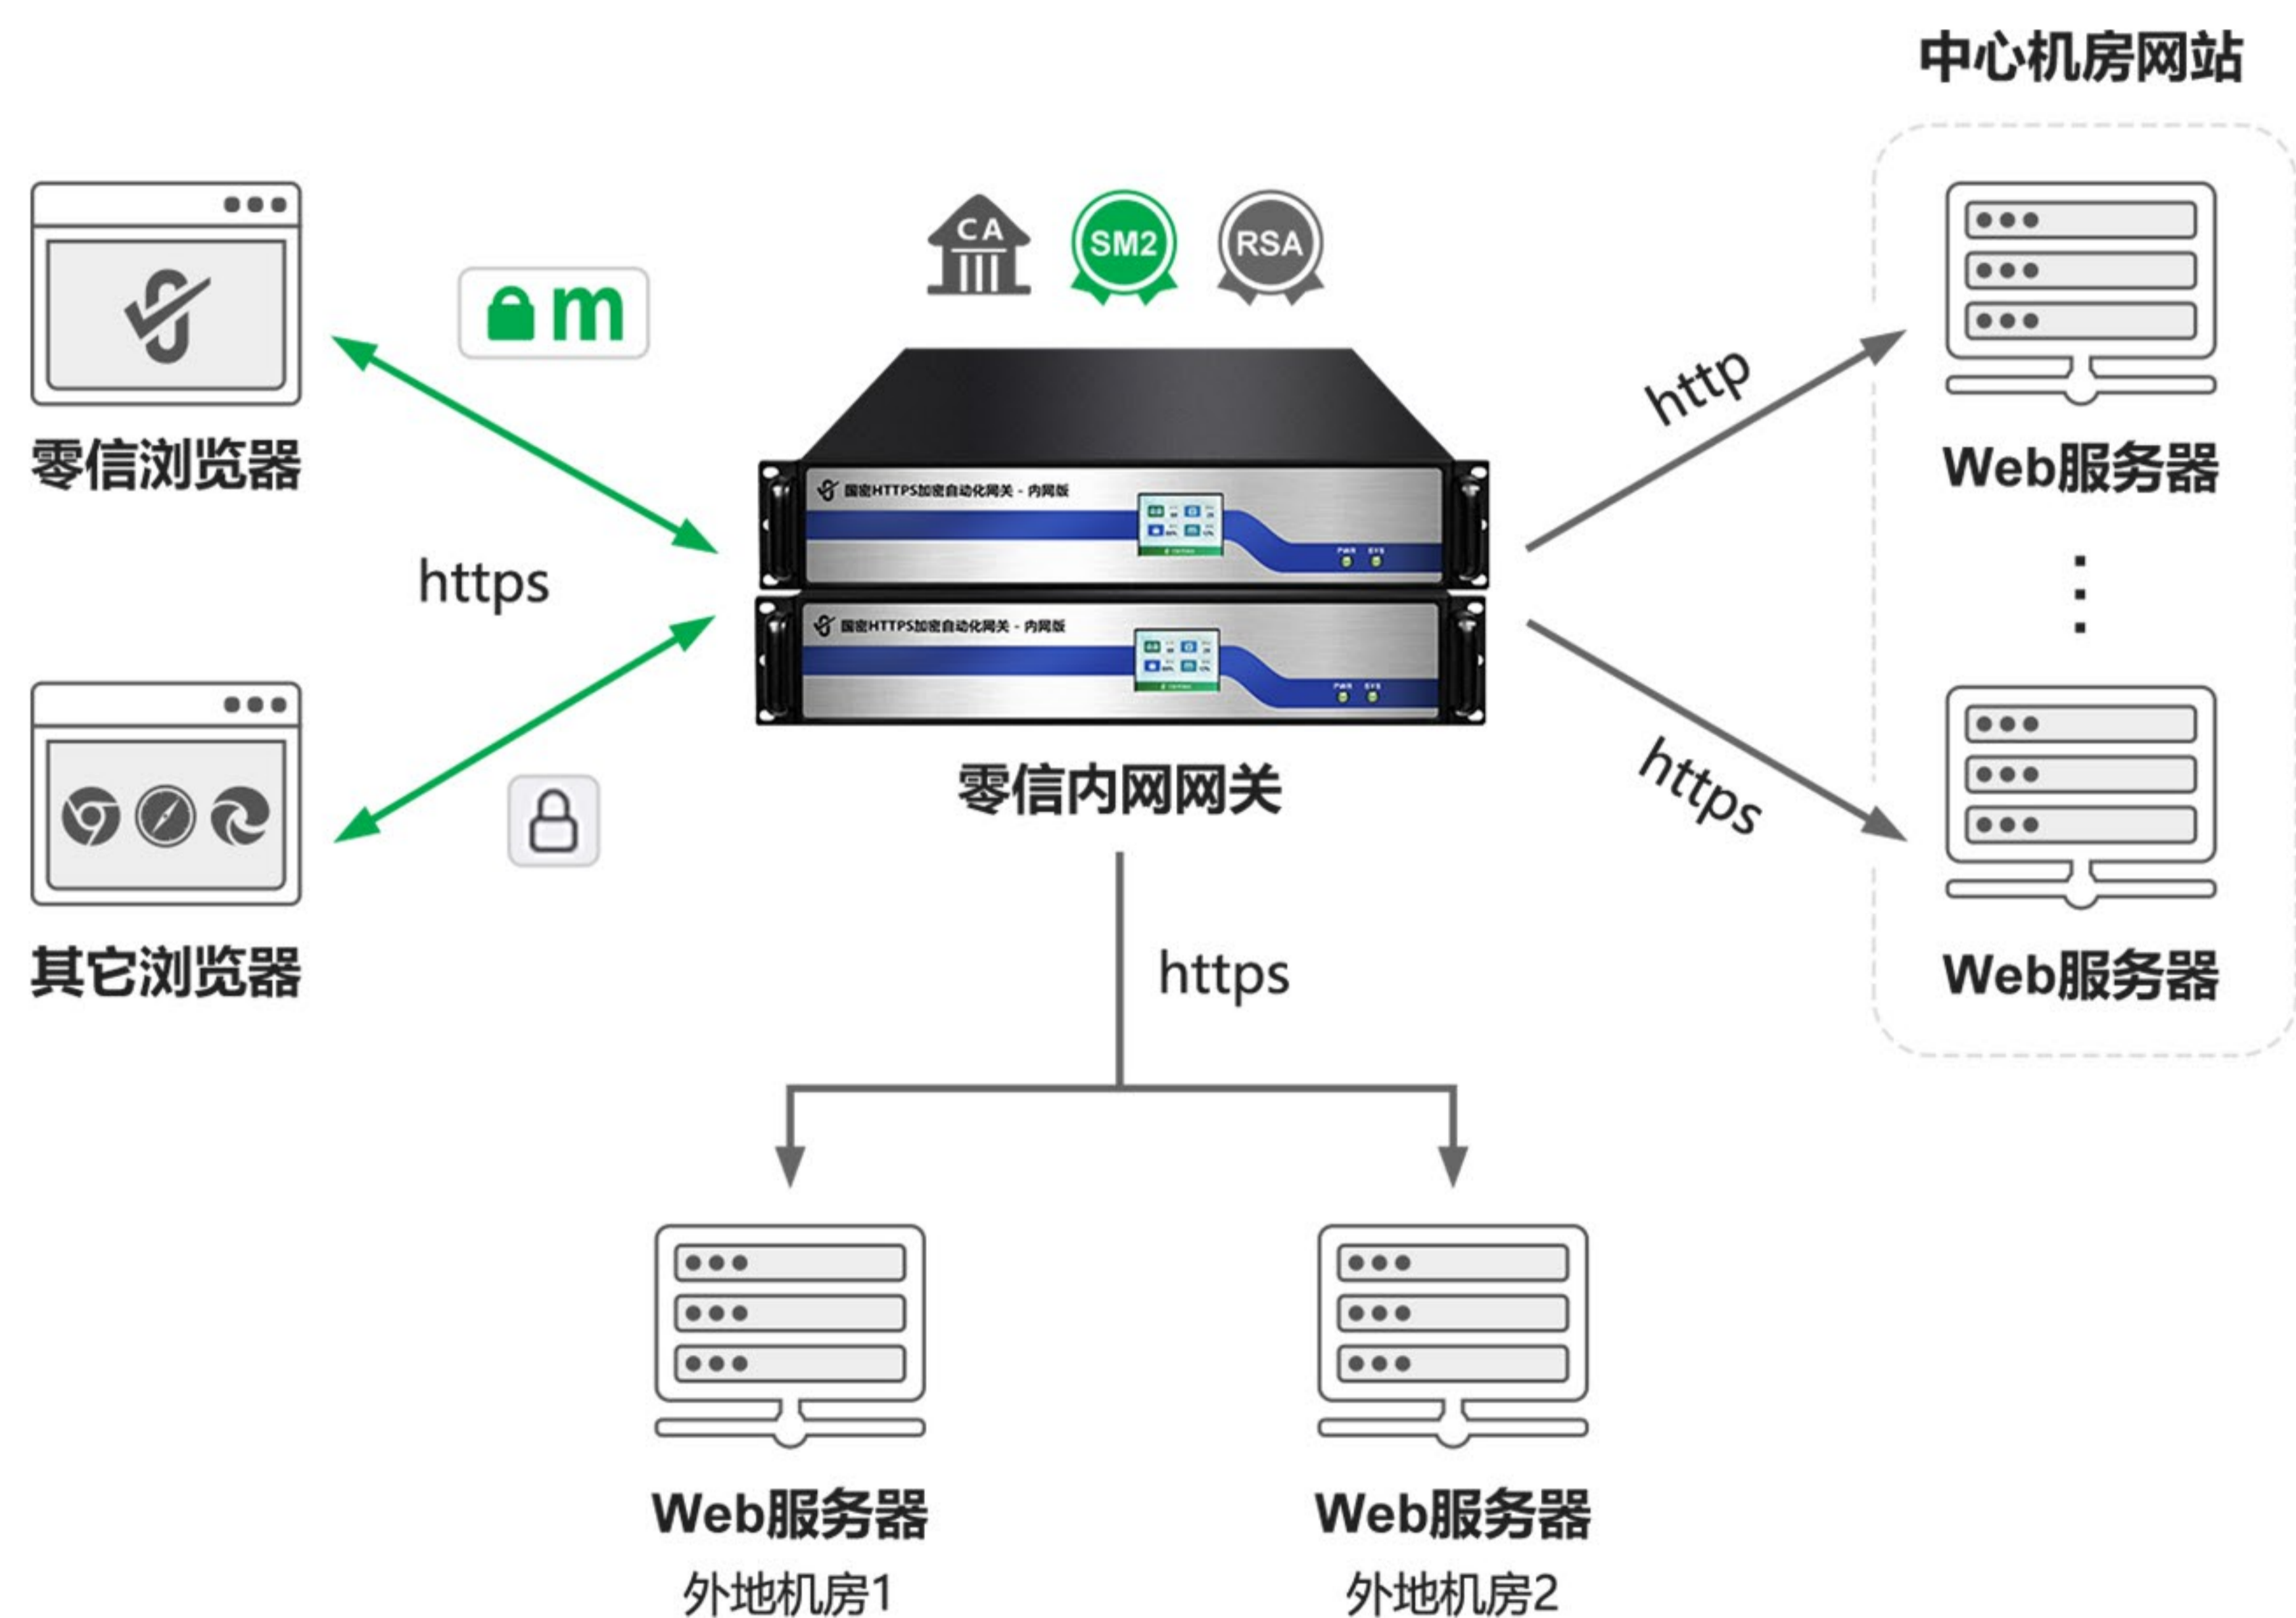 中心机房网站
CA
SM2
RSA
m
http
零信浏览器
Web服务器
国密HTTPS加密自动化网关 - 内网版
PWR SYS
https
国密HTTPS加密自动化网关 - 内网版
PWR SYS
零信内网网关
https
其它浏览器
https
Web服务器
Web服务器
外地机房1
Web服务器
外地机房2